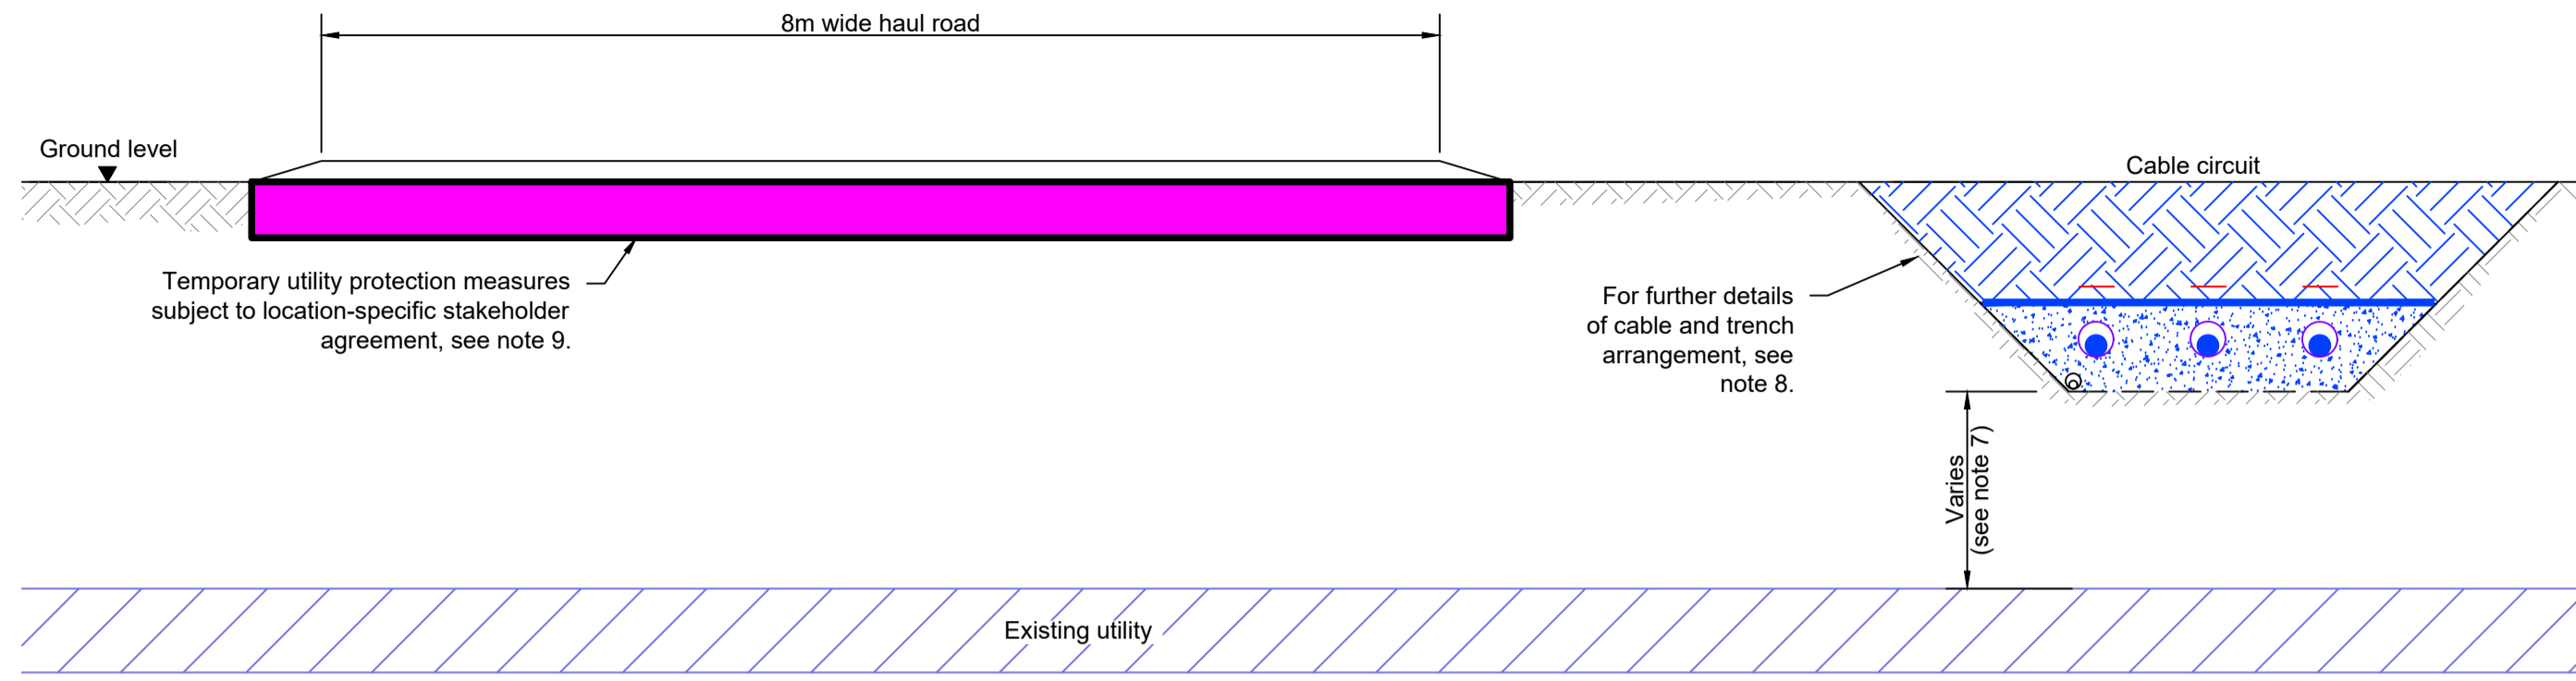 8m wide haul road
Ground level
Cable circuit
Temporary utility protection measures
subject to location-specific stakeholder
agreement, see note 9.
For further details
of cable and trench
arrangement, see
note 8.
Varies
(see note 7)
Existing utility